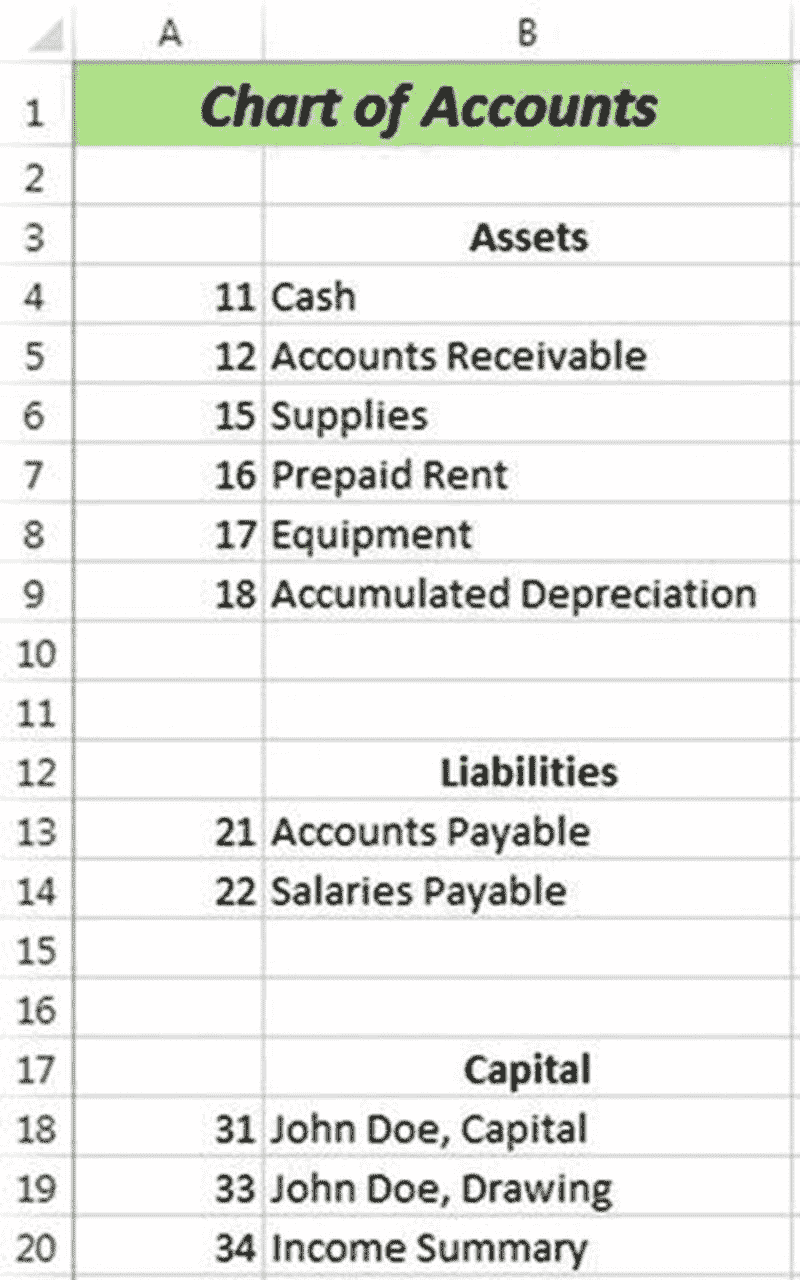 A B
1 Chart of Accounts
2
3 Assets
4 11 Cash
5 12 Accounts Receivable
6 15 Supplies
7 16 Prepaid Rent
8 17 Equipment
9 18 Accumulated Depreciation
10
11
12 Liabilities
13 21 Accounts Payable
14 22 Salaries Payable
15
16
17 Capital
18 31 John Doe, Capital
19 33 John Doe, Drawing
20 34 Income Summary